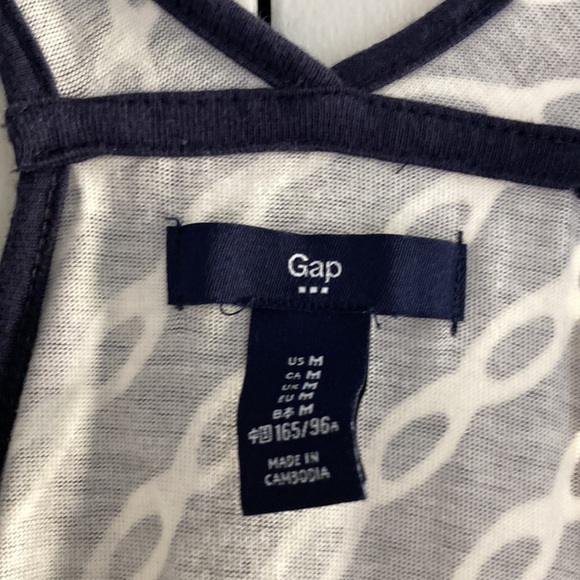 Gap
US M
CA M
UK M
EU M
日本 M
中国 165/96A
MADE IN
CAMBODIA